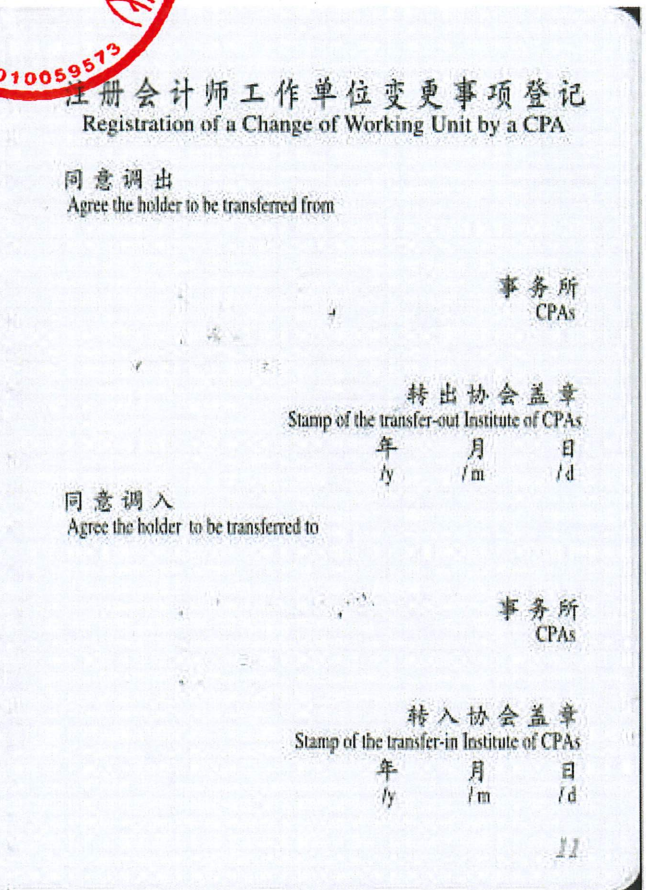 010059573
注册会计师工作单位变更事项登记
Registration of a Change of Working Unit by a CPA
同意调出
Agree the holder to be transferred from
事务所
CPAs
转出协会盖章
Stamp of the transfer-out Institute of CPAs
年 月 日
/y /m /d
同意调入
Agree the holder to be transferred to
事务所
CPAs
转入协会盖章
Stamp of the transfer-in Institute of CPAs
年 月 日
/y /m /d
11